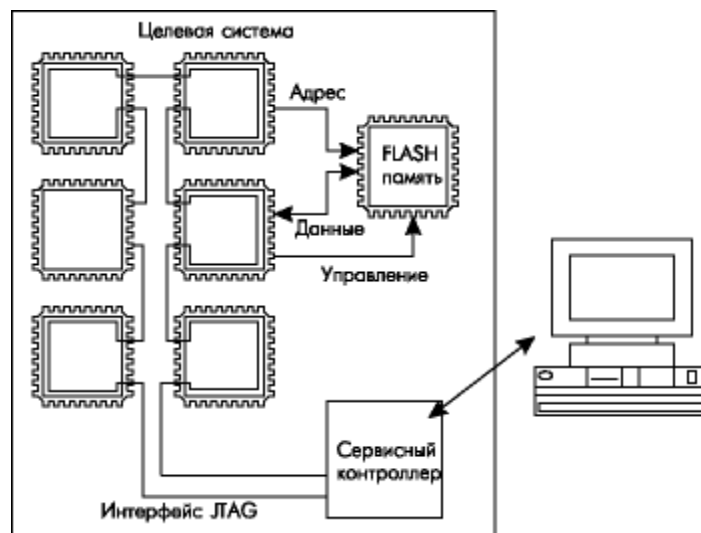 Целевая система
Адрес
FLASH
память
Данные
Управление
Сервисный
контроллер
Интерфейс JTAG